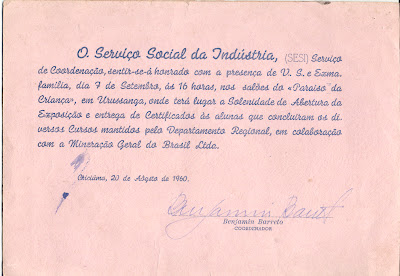 O Serviço Social da Indústria, (SESI) Serviço
de Coordenação, sentir-se-á honrado com a presença de V. S. e Exma.
família, dia 7 de Setembro, às 16 horas, nos salões do «Paraíso da
Criança», em Urussanga, onde terá lugar a Solenidade de Abertura da
Exposição e entrega de Certificados às alunas que concluiram os di-
versos Cursos mantidos pelo Departamento Regional, em colaboração
com a Mineração Geral do Brasil Ltda.
Criciúma, 20 de Agosto de 1960.
Benjamin Barreto
Benjamin Barreto
COORDENADOR